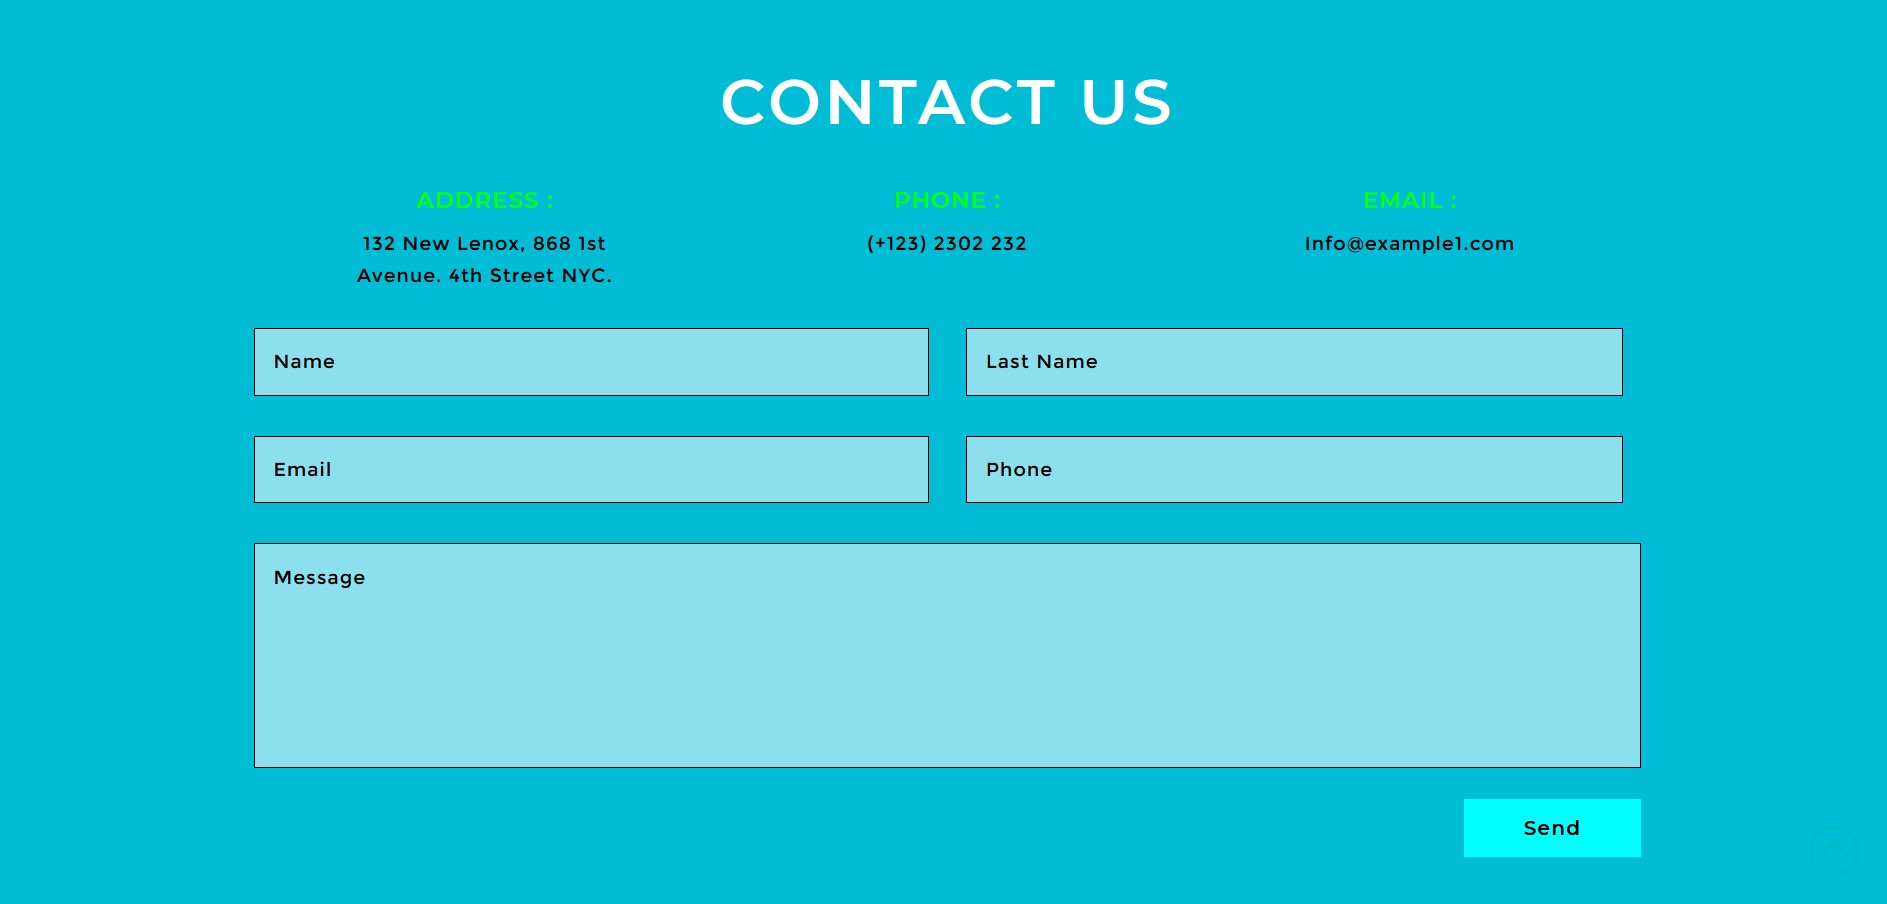 CONTACT US
ADDRESS :
132 New Lenox, 868 1st
Avenue. 4th Street NYC.
PHONE :
(+123) 2302 232
EMAIL :
Info@example1.com
Name
Last Name
Email
Phone
Message
Send